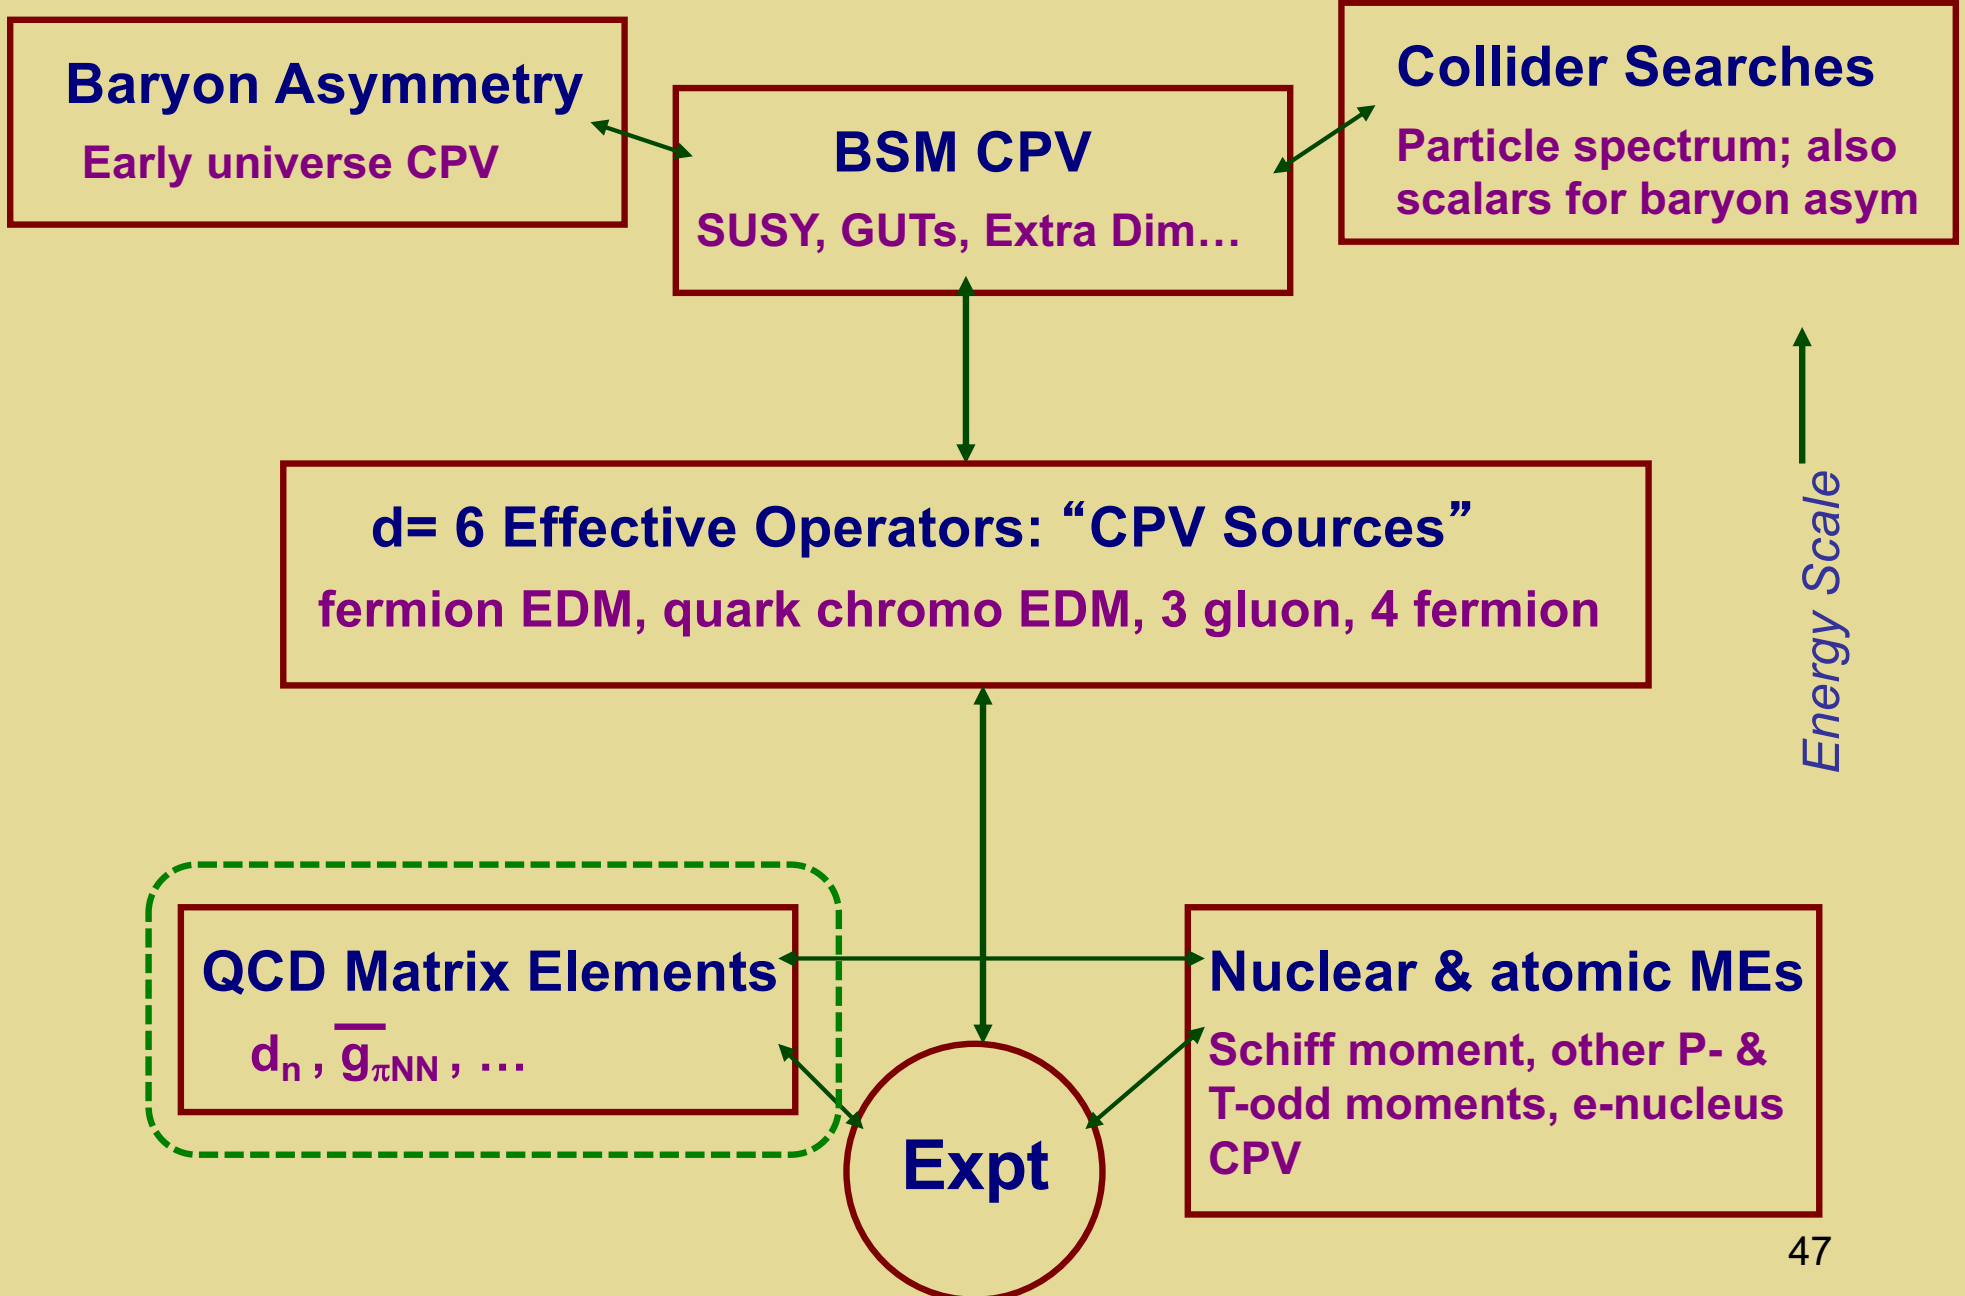 Baryon Asymmetry
Early universe CPV
BSM CPV
SUSY, GUTs, Extra Dim…
Collider Searches
Particle spectrum; also
scalars for baryon asym
d= 6 Effective Operators: “CPV Sources”
fermion EDM, quark chromo EDM, 3 gluon, 4 fermion
Energy Scale
QCD Matrix Elements
dₙ , g̅πNN , …
Nuclear & atomic MEs
Schiff moment, other P- &
T-odd moments, e-nucleus
CPV
Expt
47